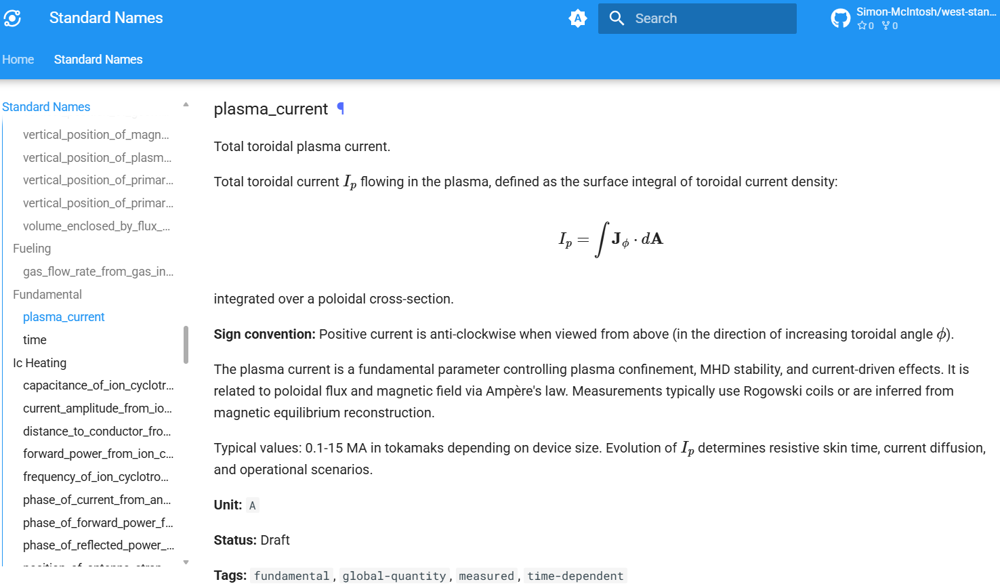 Standard Names
A
Search
Simon-McIntosh/west-stan...
0 0
Home Standard Names
Standard Names
vertical_position_of_magn...
vertical_position_of_plasm...
vertical_position_of_primar...
vertical_position_of_primar...
volume_enclosed_by_flux_...
Fueling
gas_flow_rate_from_gas_in...
Fundamental
plasma_current
time
Ic Heating
capacitance_of_ion_cyclotr...
current_amplitude_from_io...
distance_to_conductor_fro...
forward_power_from_ion_c...
frequency_of_ion_cyclotro...
phase_of_current_from_an...
phase_of_forward_power_f...
phase_of_reflected_power_...
plasma_current ¶
Total toroidal plasma current.
Total toroidal current I_p flowing in the plasma, defined as the surface integral of toroidal current density:
I_p = ∫ J_ϕ · dA
integrated over a poloidal cross-section.
Sign convention: Positive current is anti-clockwise when viewed from above (in the direction of increasing toroidal angle ϕ).
The plasma current is a fundamental parameter controlling plasma confinement, MHD stability, and current-driven effects. It is
related to poloidal flux and magnetic field via Ampère's law. Measurements typically use Rogowski coils or are inferred from
magnetic equilibrium reconstruction.
Typical values: 0.1-15 MA in tokamaks depending on device size. Evolution of I_p determines resistive skin time, current diffusion,
and operational scenarios.
Unit: A
Status: Draft
Tags: fundamental, global-quantity, measured, time-dependent